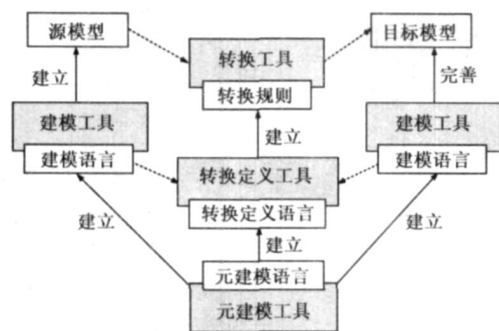 源模型
目标模型
转换工具
转换规则
建立
完善
建模工具
建模语言
建立
建模工具
建模语言
转换定义工具
转换定义语言
建立
建立
建立
元建模语言
元建模工具